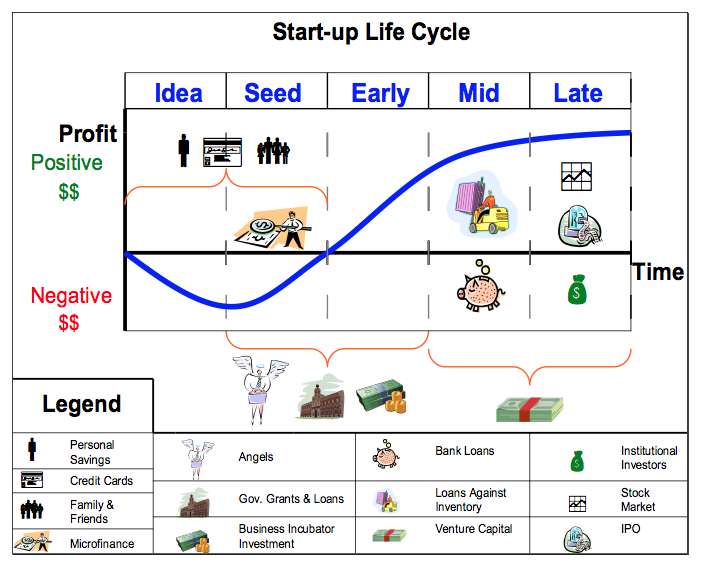 Start-up Life Cycle
Idea Seed Early Mid Late
Profit
Positive
$$
Time
Negative
$$
Legend
Personal
Savings
Credit Cards
Family &
Friends
Microfinance
Angels
Gov. Grants & Loans
Business Incubator
Investment
Bank Loans
Loans Against
Inventory
Venture Capital
Institutional
Investors
Stock
Market
IPO